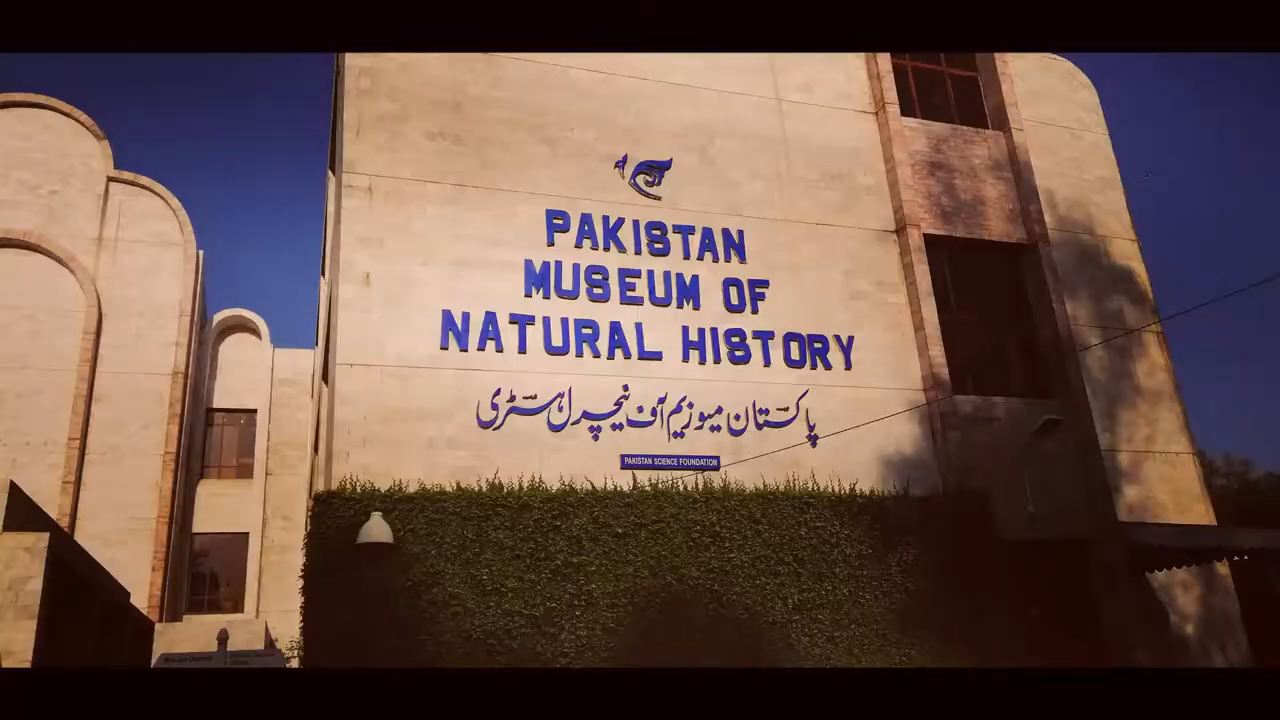 PAKISTAN
MUSEUM OF
NATURAL HISTORY
پاکستان میوزیم آف نیچرل ہسٹری
PAKISTAN SCIENCE FOUNDATION